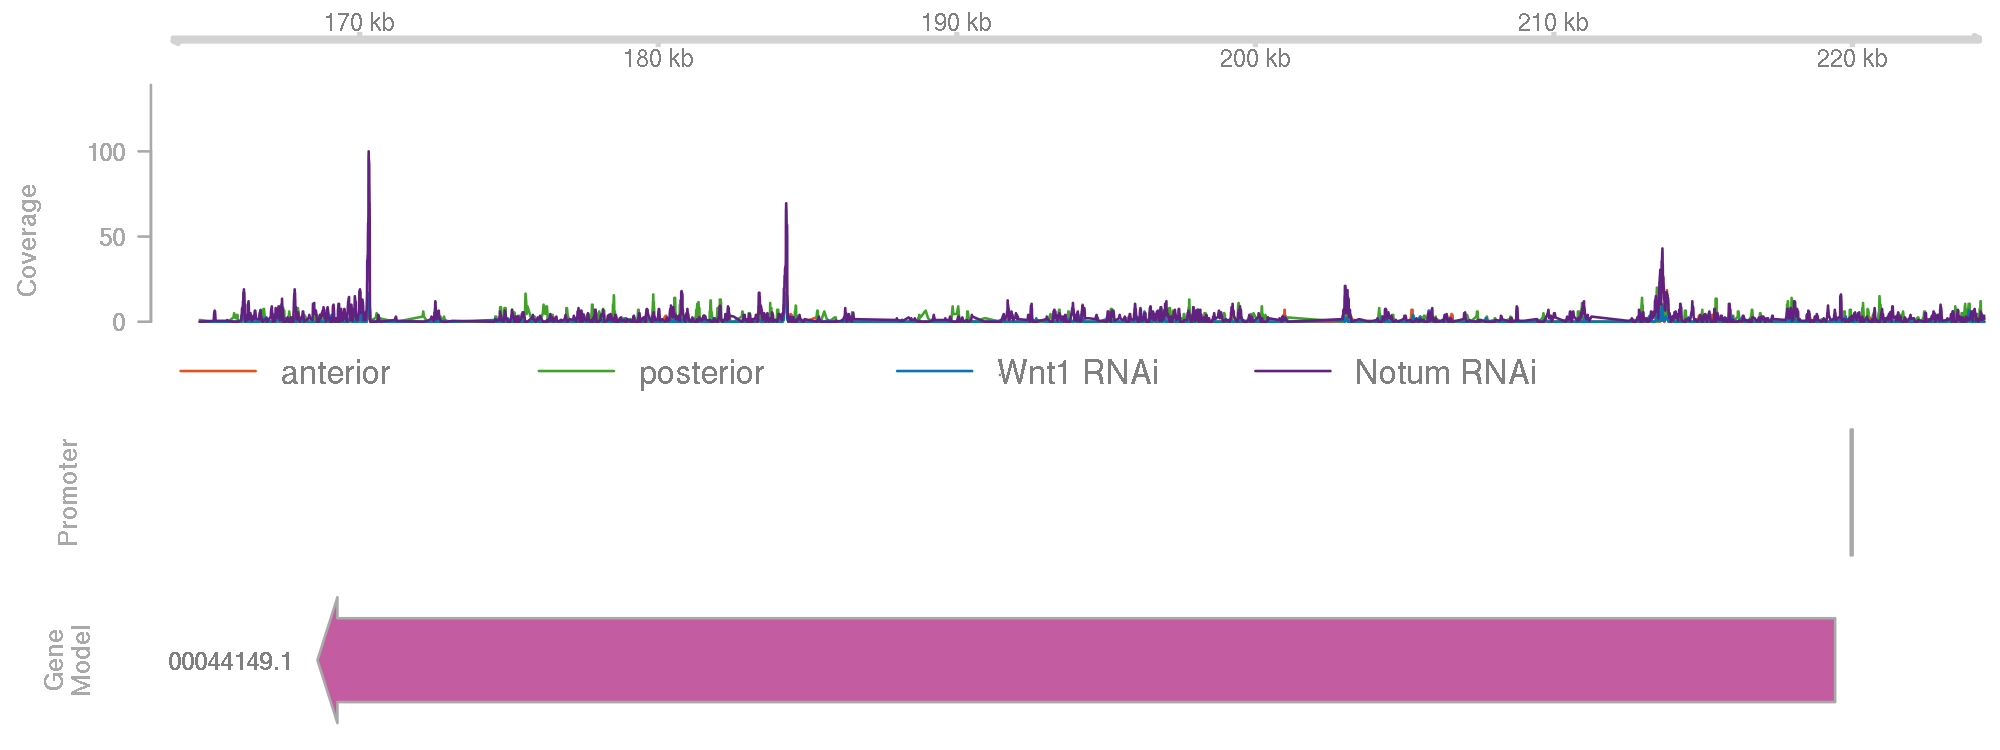 170 kb 190 kb 210 kb
180 kb 200 kb 220 kb
Coverage
100
50
0
anterior posterior Wnt1 RNAi Notum RNAi
Promoter
Gene
Model
00044149.1